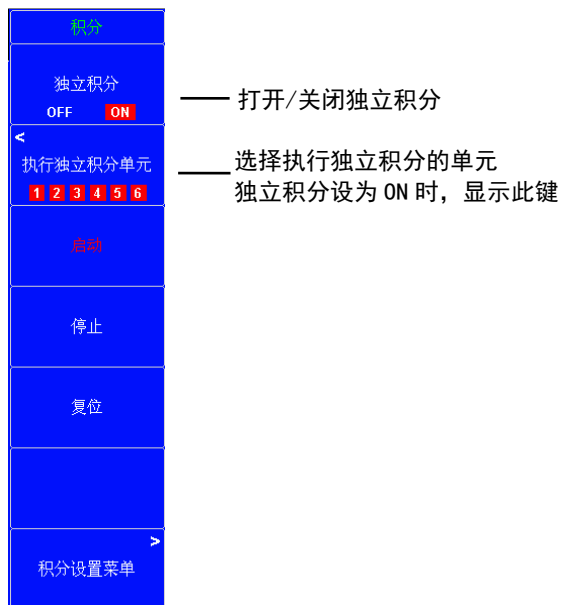 积分
独立积分
OFF ON
打开/关闭独立积分
<
执行独立积分单元
1 2 3 4 5 6
选择执行独立积分的单元
独立积分设为 ON 时，显示此键
启动
停止
复位
>
积分设置菜单